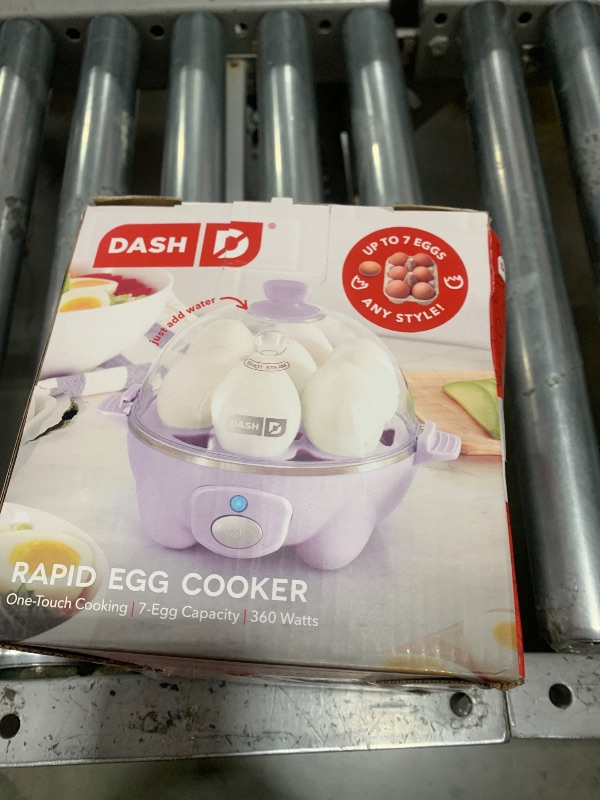 DASH D®
UP TO 7 EGGS
ANY STYLE!
just add water
DASH D
RAPID EGG COOKER
One-Touch Cooking | 7-Egg Capacity | 360 Watts